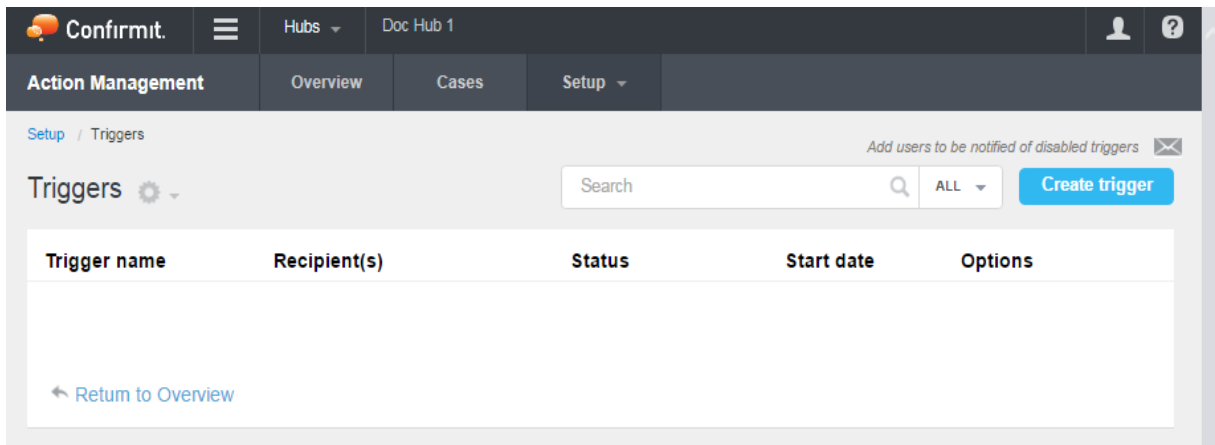 Confirmit. Hubs Doc Hub 1 ?
Action Management Overview Cases Setup
Setup / Triggers
Add users to be notified of disabled triggers
Triggers Search ALL Create trigger
Trigger name Recipient(s) Status Start date Options
Return to Overview